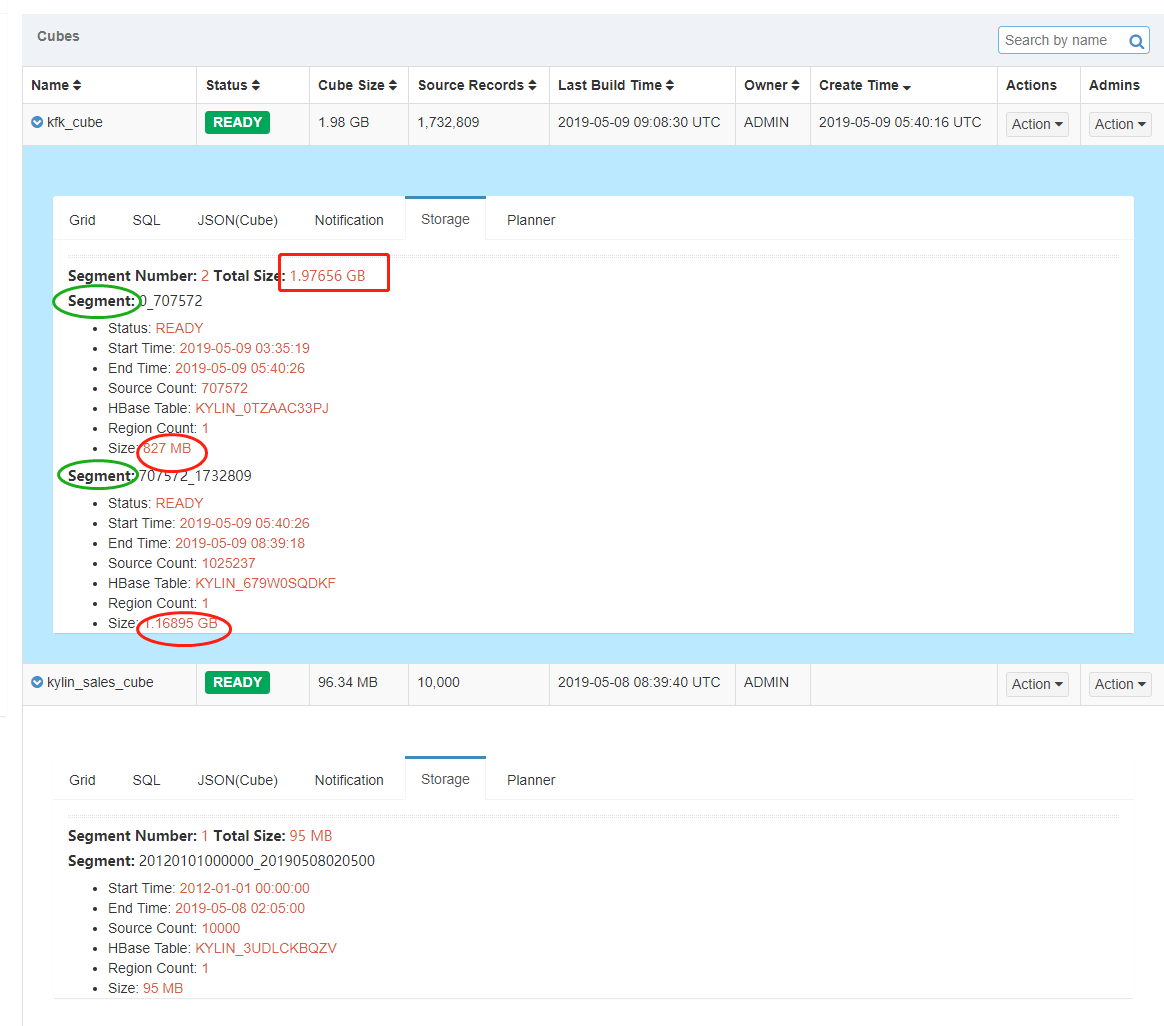 Cubes
Search by name
Name Status Cube Size Source Records Last Build Time Owner Create Time Actions Admins
kfk_cube READY 1.98 GB 1,732,809 2019-05-09 09:08:30 UTC ADMIN 2019-05-09 05:40:16 UTC Action Action
Grid SQL JSON(Cube) Notification Storage Planner
Segment Number: 2 Total Size: 1.97656 GB
Segment: 0_707572
Status: READY
Start Time: 2019-05-09 03:35:19
End Time: 2019-05-09 05:40:26
Source Count: 707572
HBase Table: KYLIN_0TZAAC33PJ
Region Count: 1
Size: 827 MB
Segment: 707572_1732809
Status: READY
Start Time: 2019-05-09 05:40:26
End Time: 2019-05-09 08:39:18
Source Count: 1025237
HBase Table: KYLIN_679W0SQDKF
Region Count: 1
Size: 1.16895 GB
kylin_sales_cube READY 96.34 MB 10,000 2019-05-08 08:39:40 UTC ADMIN Action Action
Grid SQL JSON(Cube) Notification Storage Planner
Segment Number: 1 Total Size: 95 MB
Segment: 20120101000000_20190508020500
Start Time: 2012-01-01 00:00:00
End Time: 2019-05-08 02:05:00
Source Count: 10000
HBase Table: KYLIN_3UDLCKBQZV
Region Count: 1
Size: 95 MB